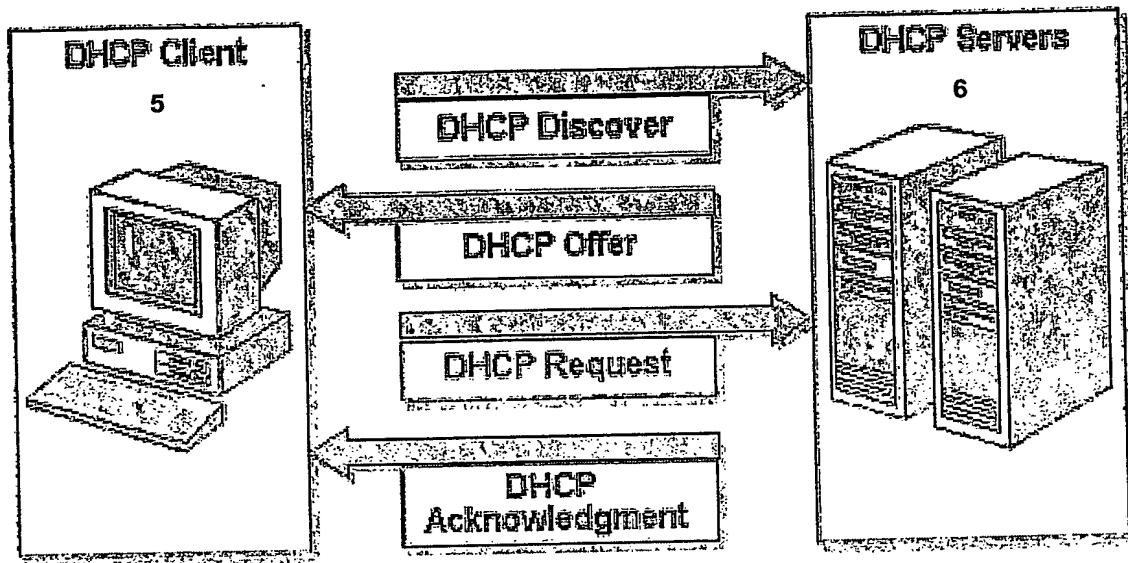 DHCP Client
5
DHCP Servers
6
DHCP Discover
DHCP Offer
DHCP Request
DHCP
Acknowledgment